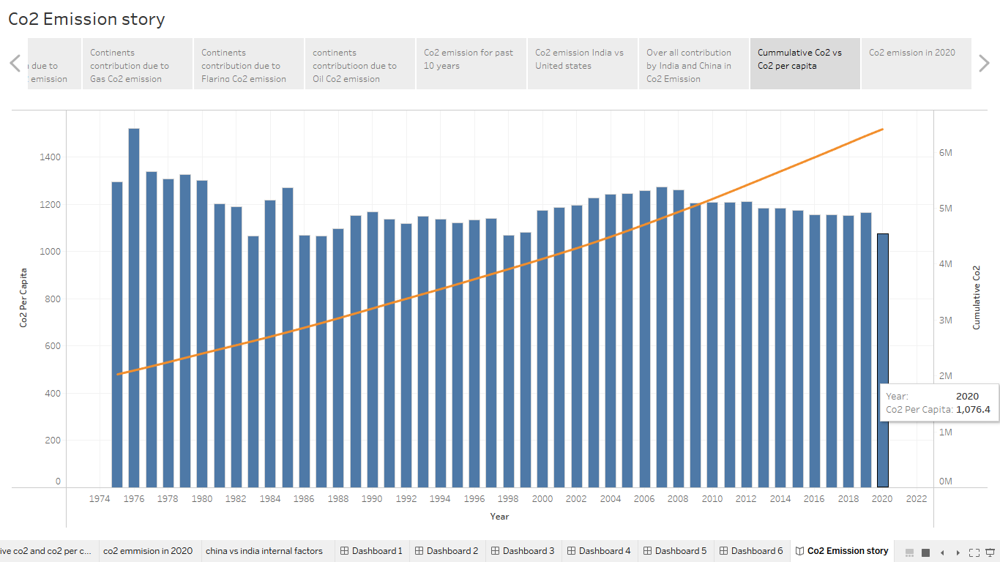 Co2 Emission story
due to
emission
Continents
contribution due to
Gas Co2 emission
Continents
contribution due to
Flaring Co2 emission
continents
contributioon due to
Oil Co2 emission
Co2 emission for past
10 years
Co2 emission India vs
United states
Over all contribution
by India and China in
Co2 Emission
Cummulative Co2 vs
Co2 per capita
Co2 emission in 2020
1400
1200
1000
800
600
400
200
0
Co2 Per Capita
6M
5M
4M
3M
2M
1M
0M
Cumulative Co2
Year: 2020
Co2 Per Capita: 1,076.4
1974 1976 1978 1980 1982 1984 1986 1988 1990 1992 1994 1996 1998 2000 2002 2004 2006 2008 2010 2012 2014 2016 2018 2020 2022
Year
ive co2 and co2 per c... co2 emmision in 2020 china vs india internal factors Dashboard 1 Dashboard 2 Dashboard 3 Dashboard 4 Dashboard 5 Dashboard 6 Co2 Emission story